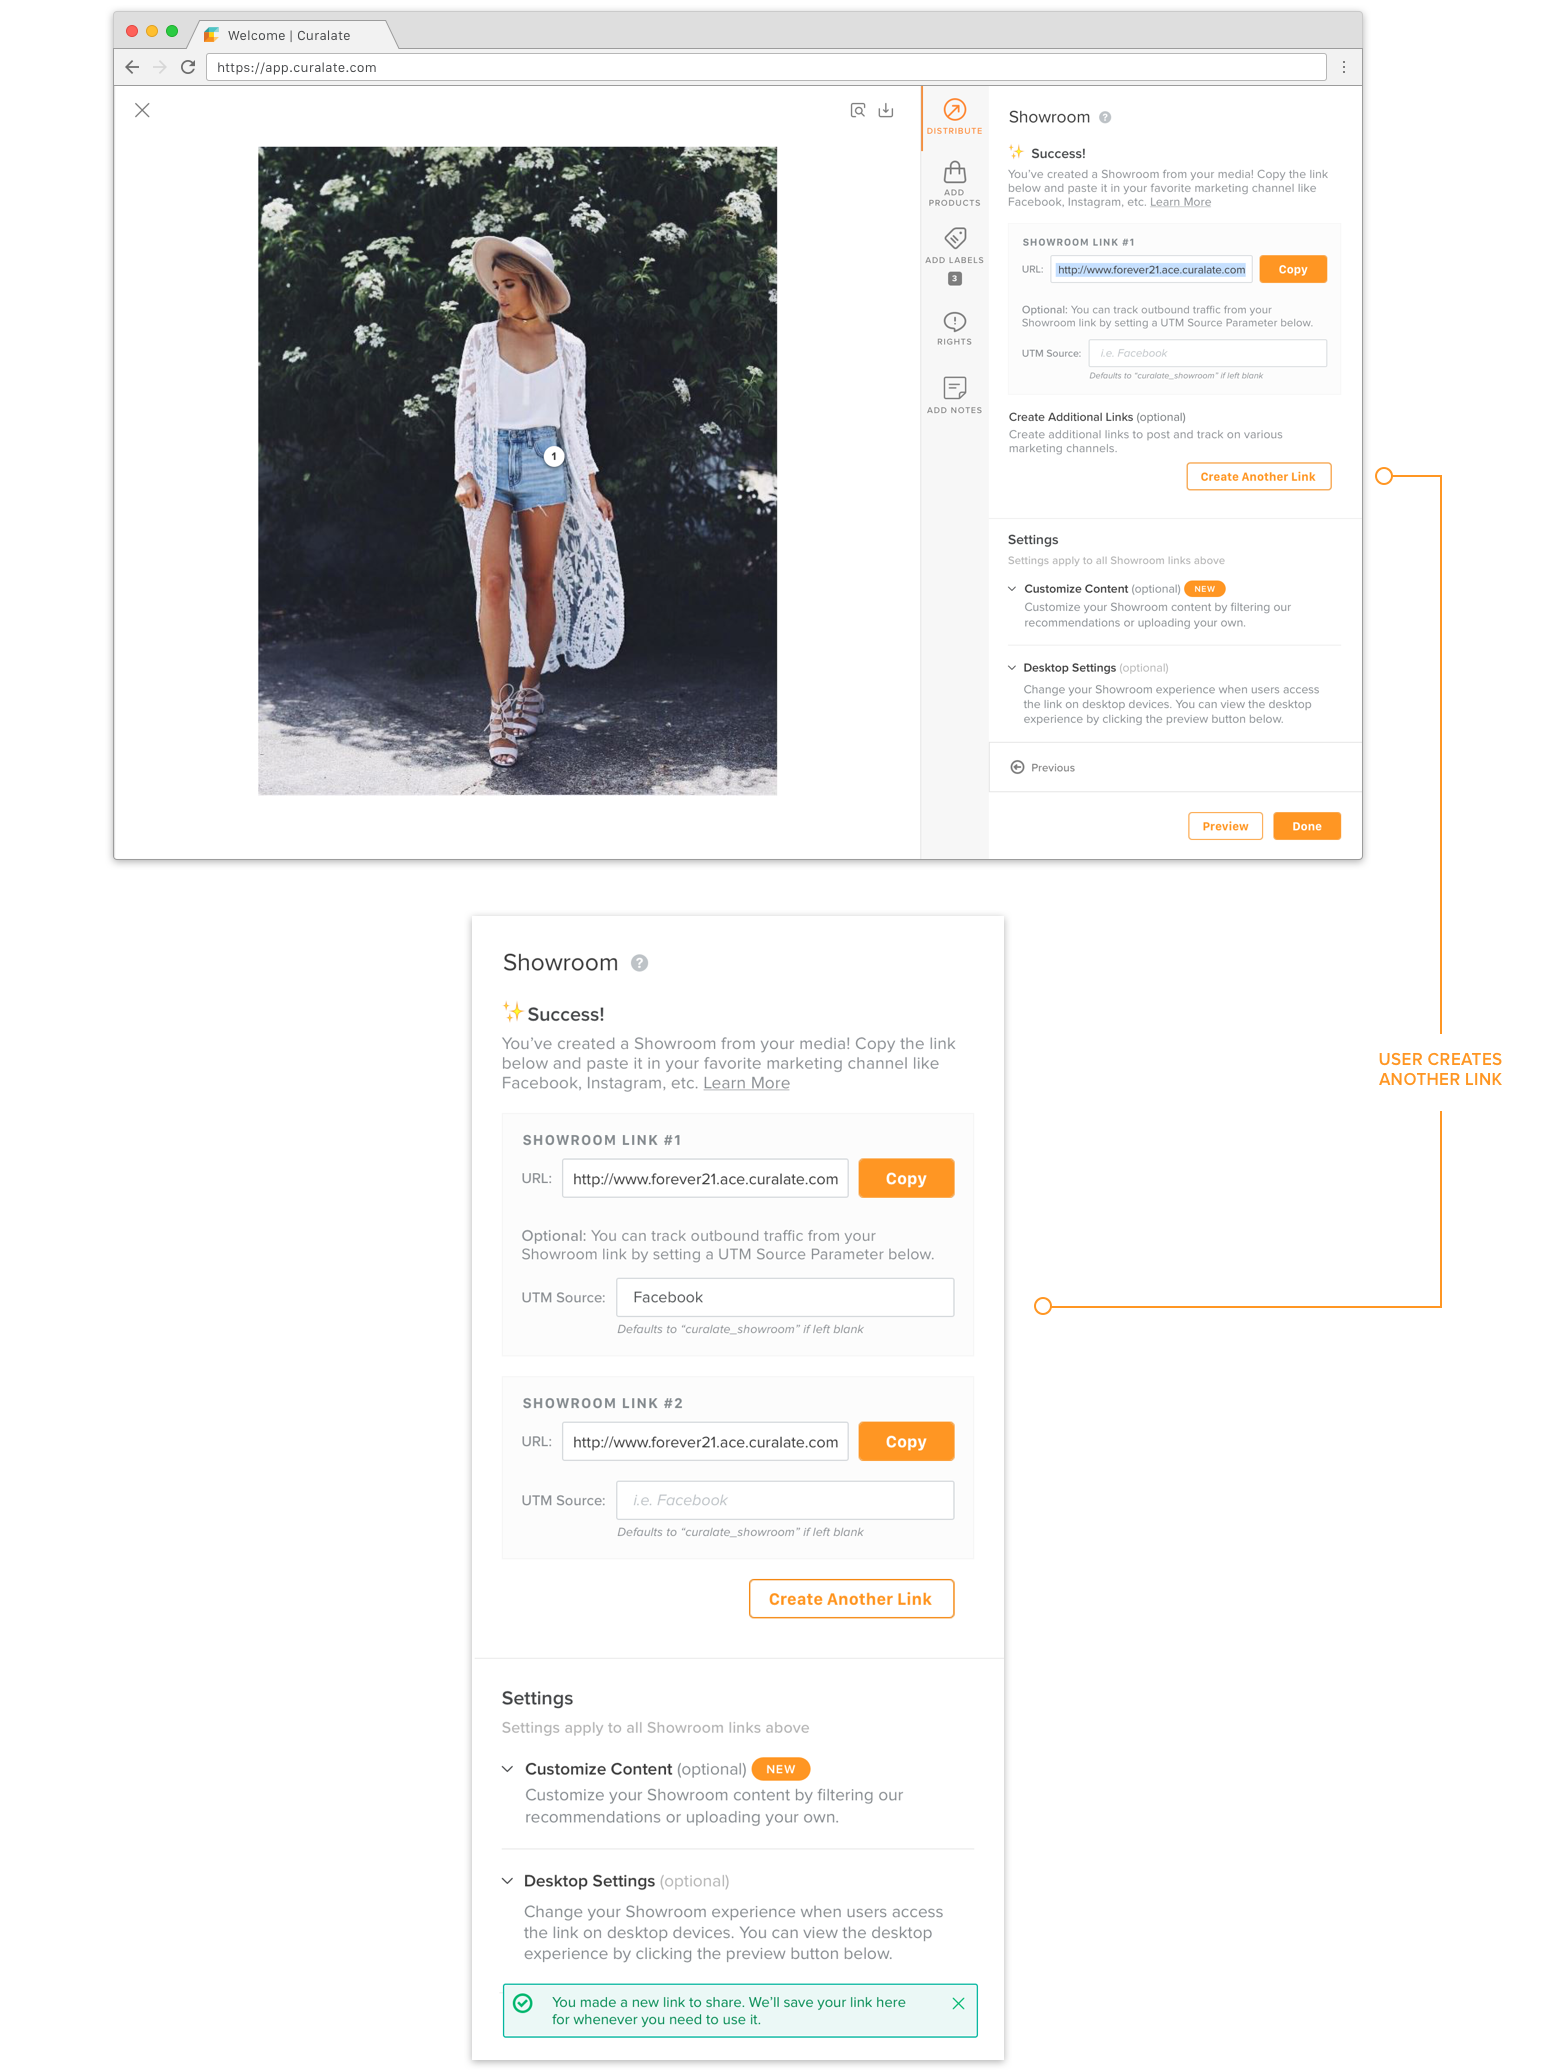 Welcome | Curalate
https://app.curalate.com
DISTRIBUTE
ADD
PRODUCTS
ADD LABELS
3
RIGHTS
ADD NOTES
1
Showroom ?
Success!
You've created a Showroom from your media! Copy the link
below and paste it in your favorite marketing channel like
Facebook, Instagram, etc. Learn More
SHOWROOM LINK #1
URL: http://www.forever21.ace.curalate.com Copy
Optional: You can track outbound traffic from your
Showroom link by setting a UTM Source Parameter below.
UTM Source: i.e. Facebook
Defaults to “curalate_showroom” if left blank
Create Additional Links (optional)
Create additional links to post and track on various
marketing channels.
Create Another Link
Settings
Settings apply to all Showroom links above
Customize Content (optional) NEW
Customize your Showroom content by filtering our
recommendations or uploading your own.
Desktop Settings (optional)
Change your Showroom experience when users access
the link on desktop devices. You can view the desktop
experience by clicking the preview button below.
Previous
Preview Done
USER CREATES
ANOTHER LINK
Showroom ?
Success!
You’ve created a Showroom from your media! Copy the link
below and paste it in your favorite marketing channel like
Facebook, Instagram, etc. Learn More
SHOWROOM LINK #1
URL: http://www.forever21.ace.curalate.com Copy
Optional: You can track outbound traffic from your
Showroom link by setting a UTM Source Parameter below.
UTM Source: Facebook
Defaults to “curalate_showroom” if left blank
SHOWROOM LINK #2
URL: http://www.forever21.ace.curalate.com Copy
UTM Source: i.e. Facebook
Defaults to “curalate_showroom” if left blank
Create Another Link
Settings
Settings apply to all Showroom links above
Customize Content (optional) NEW
Customize your Showroom content by filtering our
recommendations or uploading your own.
Desktop Settings (optional)
Change your Showroom experience when users access
the link on desktop devices. You can view the desktop
experience by clicking the preview button below.
You made a new link to share. We’ll save your link here
for whenever you need to use it.